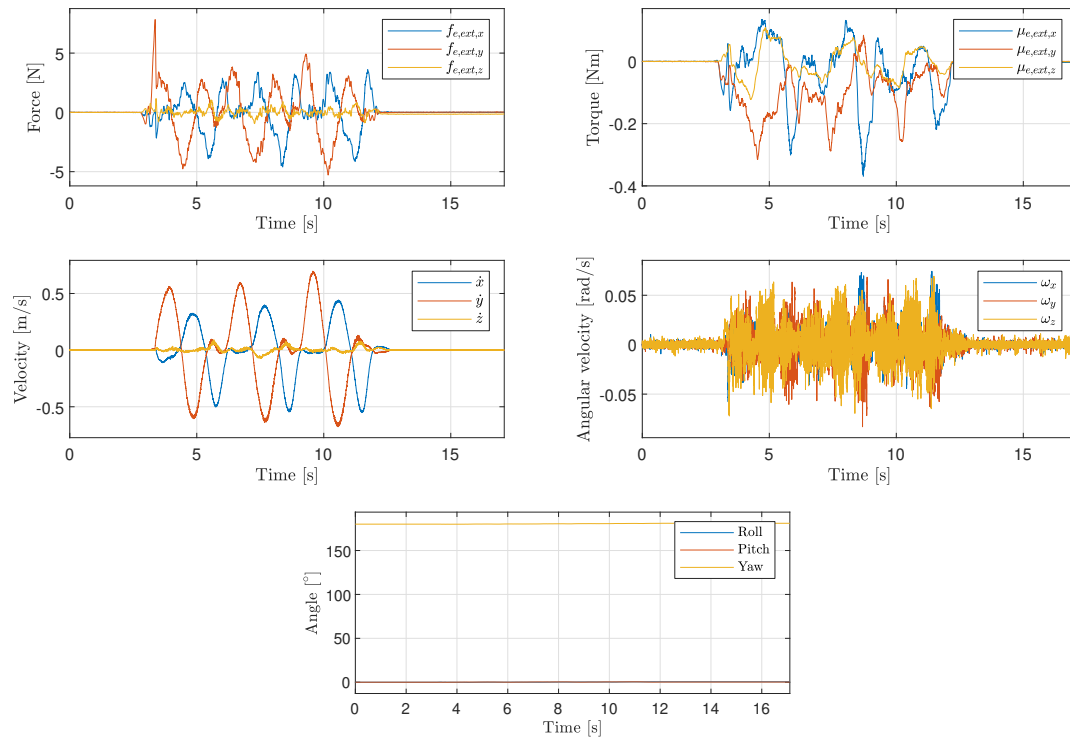 5
0
-5
Force [N]
0
5
10
15
Time [s]
f_{e,ext,x}
f_{e,ext,y}
f_{e,ext,z}
0
-0.2
-0.4
Torque [Nm]
0
5
10
15
Time [s]
μ_{e,ext,x}
μ_{e,ext,y}
μ_{e,ext,z}
0.5
0
-0.5
Velocity [m/s]
0
5
10
15
Time [s]
ẋ
ẏ
ż
0.05
0
-0.05
Angular velocity [rad/s]
0
5
10
15
Time [s]
ω_x
ω_y
ω_z
150
100
50
0
Angle [°]
0 2 4 6 8 10 12 14 16
Time [s]
Roll
Pitch
Yaw